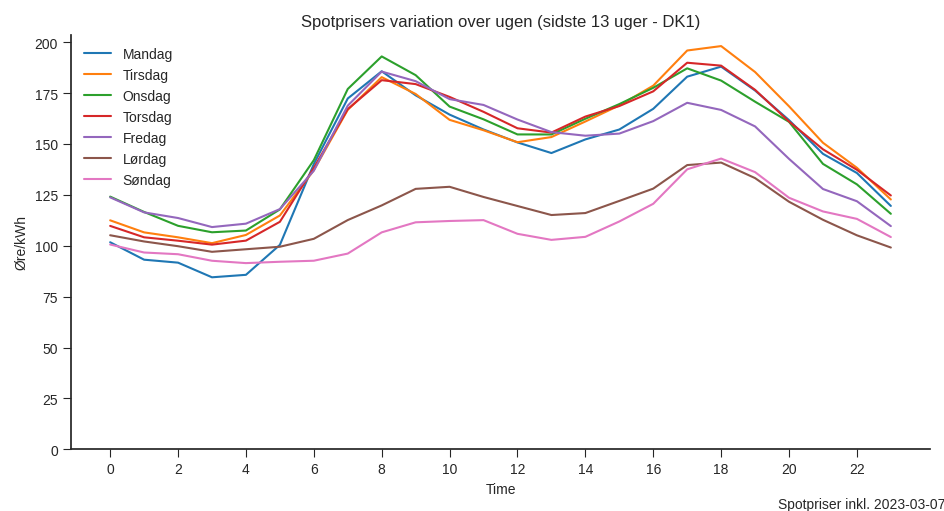 Spotprisers variation over ugen (sidste 13 uger - DK1)
200
175
150
125
100
75
50
25
0
Øre/kWh
Mandag
Tirsdag
Onsdag
Torsdag
Fredag
Lørdag
Søndag
0 2 4 6 8 10 12 14 16 18 20 22
Time
Spotpriser inkl. 2023-03-07